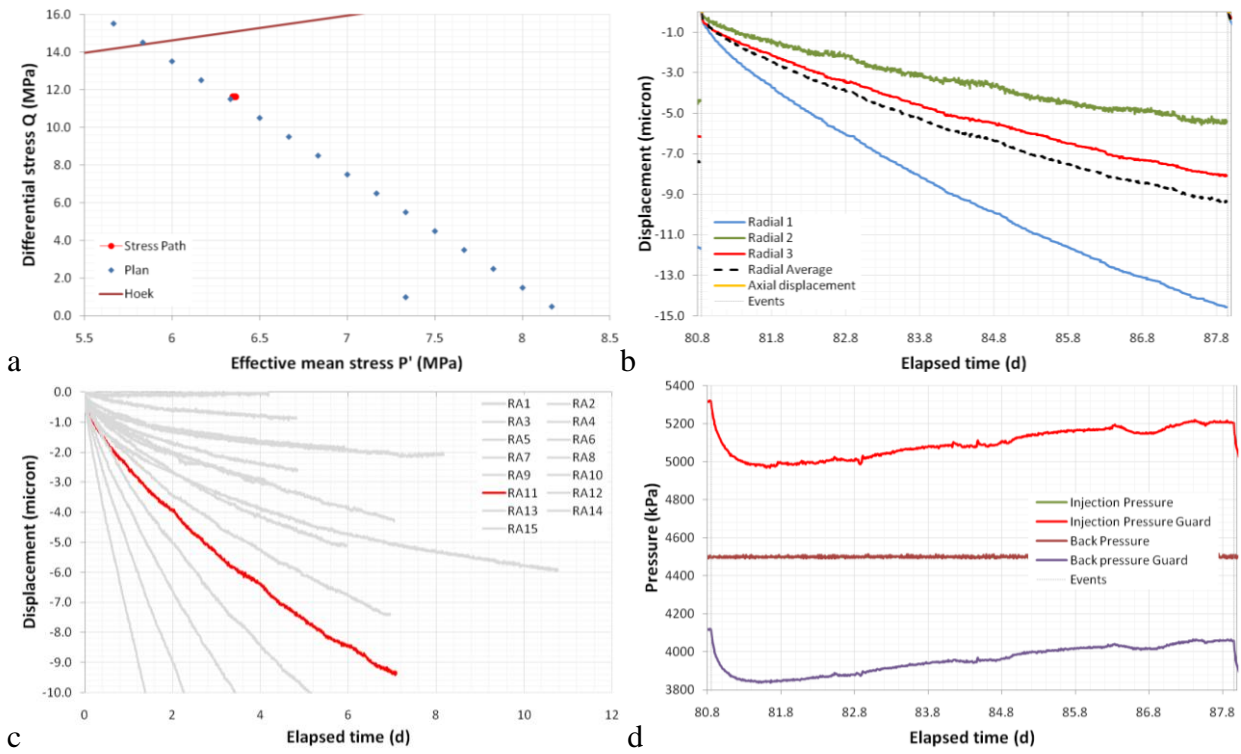 16.0
14.0
12.0
10.0
8.0
6.0
4.0
2.0
0.0
Differential stress Q (MPa)
Stress Path
Plan
Hoek
5.5 6 6.5 7 7.5 8 8.5
Effective mean stress P' (MPa)
a
-1.0
-3.0
-5.0
-7.0
-9.0
-11.0
-13.0
-15.0
Displacement (micron)
Radial 1
Radial 2
Radial 3
Radial Average
Axial displacement
Events
80.8 81.8 82.8 83.8 84.8 85.8 86.8 87.8
Elapsed time (d)
b
0.0
-1.0
-2.0
-3.0
-4.0
-5.0
-6.0
-7.0
-8.0
-9.0
-10.0
Displacement (micron)
RA1 RA2
RA3 RA4
RA5 RA6
RA7 RA8
RA9 RA10
RA11 RA12
RA13 RA14
RA15
0 2 4 6 8 10 12
Elapsed time (d)
c
5400
5200
5000
4800
4600
4400
4200
4000
3800
Pressure (kPa)
Injection Pressure
Injection Pressure Guard
Back Pressure
Back pressure Guard
Events
80.8 81.8 82.8 83.8 84.8 85.8 86.8 87.8
Elapsed time (d)
d